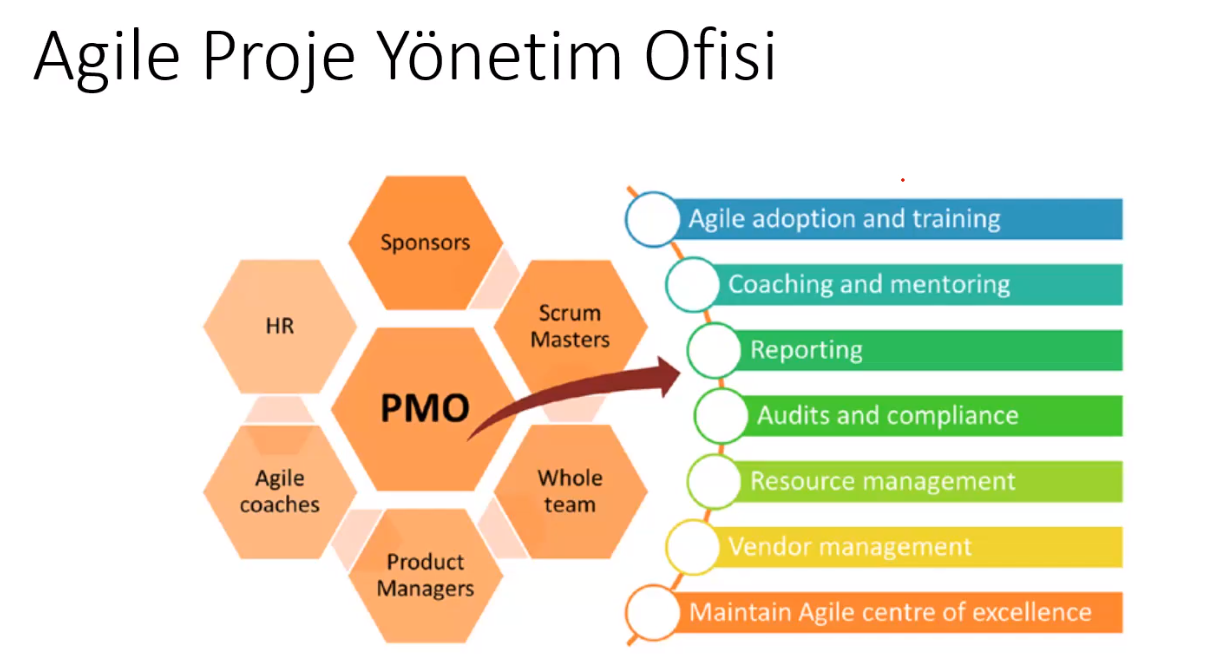 Agile Proje Yönetim Ofisi
Sponsors
HR
Scrum
Masters
PMO
Agile
coaches
Whole
team
Product
Managers
Agile adoption and training
Coaching and mentoring
Reporting
Audits and compliance
Resource management
Vendor management
Maintain Agile centre of excellence